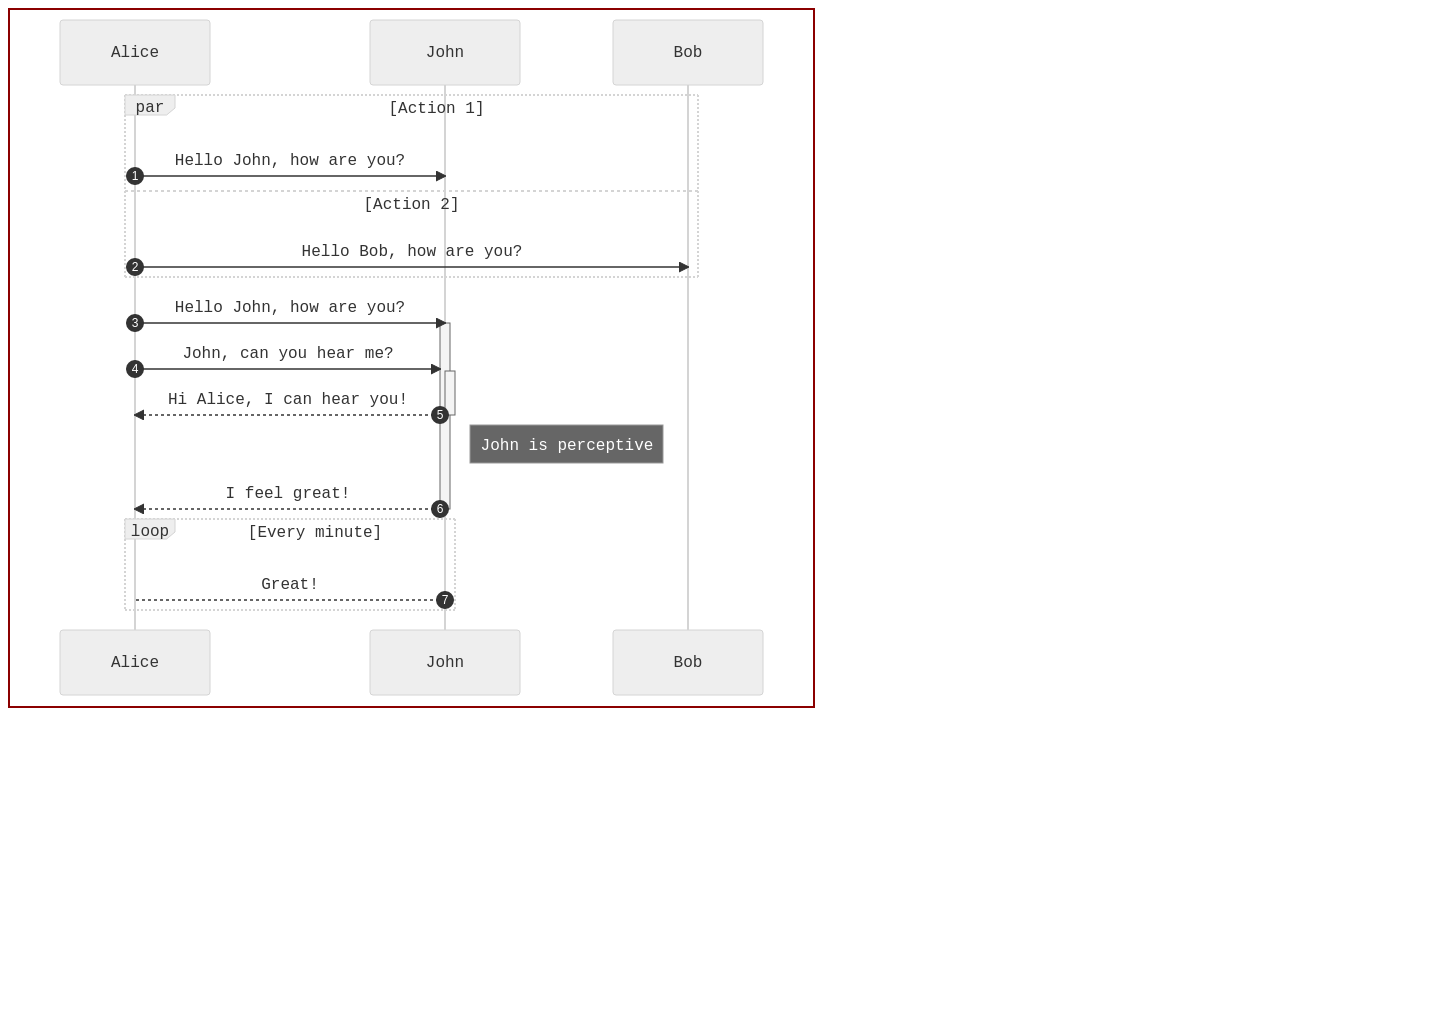 Alice
John
Bob
par
[Action 1]
Hello John, how are you?
1
[Action 2]
Hello Bob, how are you?
2
Hello John, how are you?
3
John, can you hear me?
4
Hi Alice, I can hear you!
5
John is perceptive
I feel great!
6
loop
[Every minute]
Great!
7
Alice
John
Bob